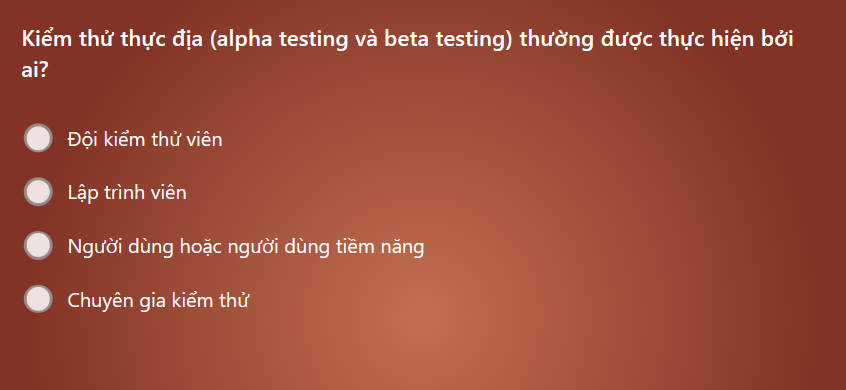 Kiểm thử thực địa (alpha testing và beta testing) thường được thực hiện bởi
ai?
Đội kiểm thử viên
Lập trình viên
Người dùng hoặc người dùng tiềm năng
Chuyên gia kiểm thử